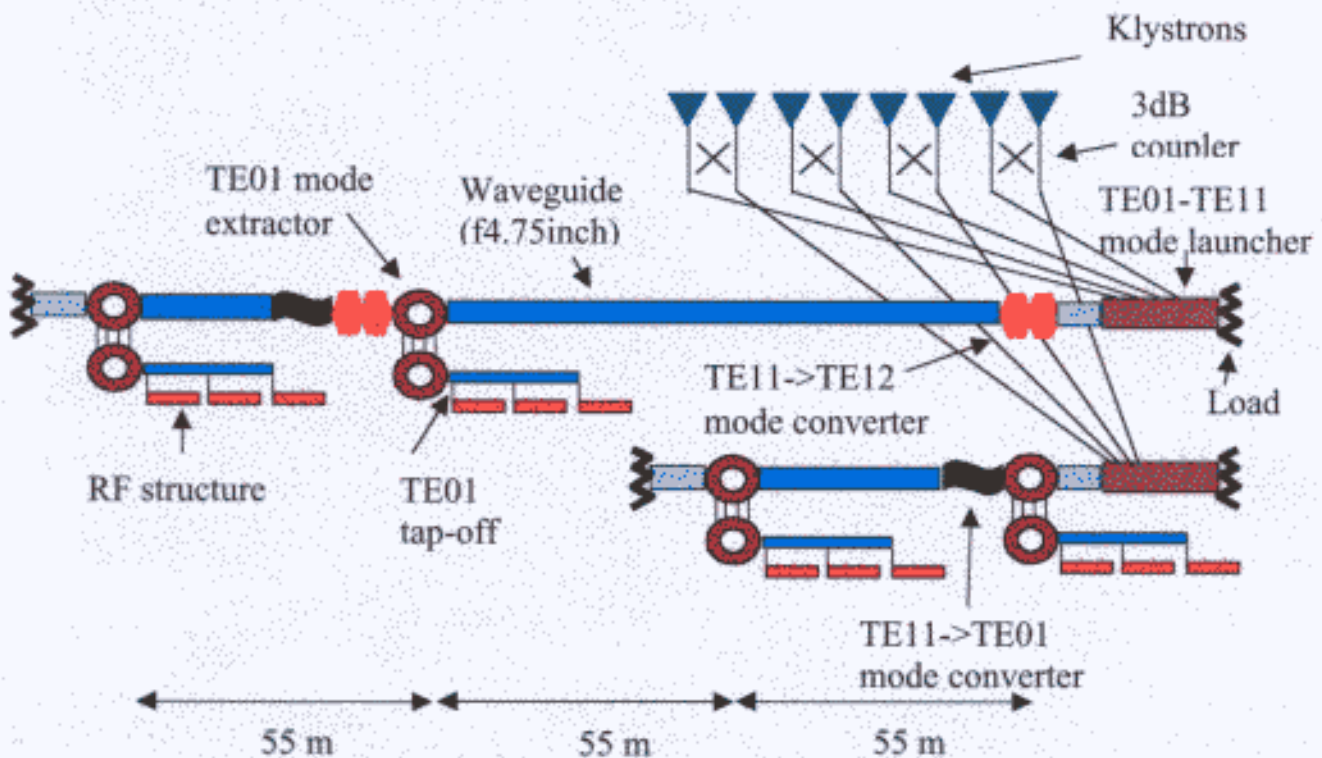 Klystrons
3dB
counler
TE01 mode
extractor
Waveguide
(f4.75inch)
TE01-TE11
mode launcher
TE11->TE12
mode converter
Load
RF structure
TE01
tap-off
TE11->TE01
mode converter
55 m
55 m
55 m